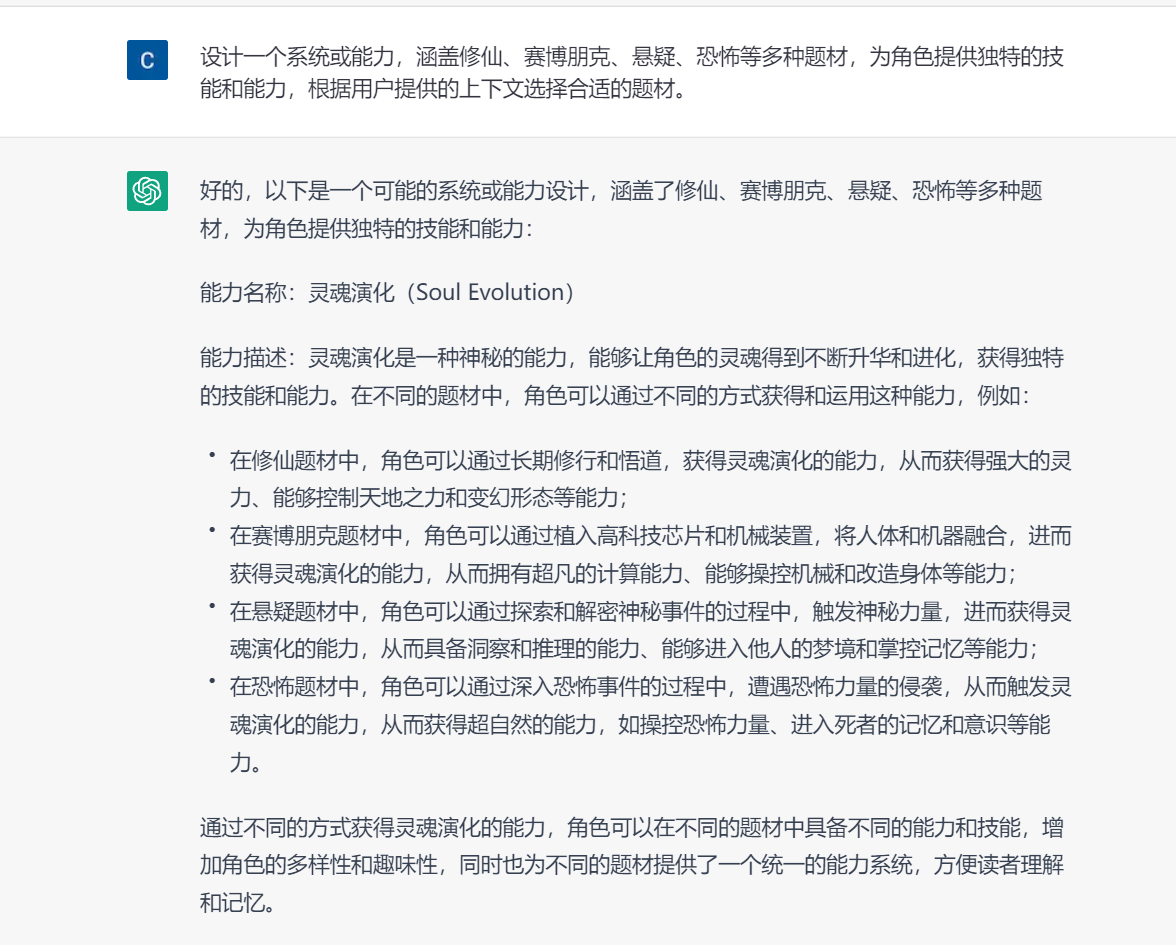 C
设计一个系统或能力，涵盖修仙、赛博朋克、悬疑、恐怖等多种题材，为角色提供独特的技
能和能力，根据用户提供的上下文选择合适的题材。
好的，以下是一个可能的系统或能力设计，涵盖了修仙、赛博朋克、悬疑、恐怖等多种题
材，为角色提供独特的技能和能力：
能力名称：灵魂演化（Soul Evolution）
能力描述：灵魂演化是一种神秘的能力，能够让角色的灵魂得到不断升华和进化，获得独特
的技能和能力。在不同的题材中，角色可以通过不同的方式获得和运用这种能力，例如：
• 在修仙题材中，角色可以通过长期修行和悟道，获得灵魂演化的能力，从而获得强大的灵
力、能够控制天地之力和变幻形态等能力；
• 在赛博朋克题材中，角色可以通过植入高科技芯片和机械装置，将人体和机器融合，进而
获得灵魂演化的能力，从而拥有超凡的计算能力、能够操控机械和改造身体等能力；
• 在悬疑题材中，角色可以通过探索和解密神秘事件的过程中，触发神秘力量，进而获得灵
魂演化的能力，从而具备洞察和推理的能力、能够进入他人的梦境和掌控记忆等能力；
• 在恐怖题材中，角色可以通过深入恐怖事件的过程中，遭遇恐怖力量的侵袭，从而触发灵
魂演化的能力，从而获得超自然的能力，如操控恐怖力量、进入死者的记忆和意识等能
力。
通过不同的方式获得灵魂演化的能力，角色可以在不同的题材中具备不同的能力和技能，增
加角色的多样性和趣味性，同时也为不同的题材提供了一个统一的能力系统，方便读者理解
和记忆。